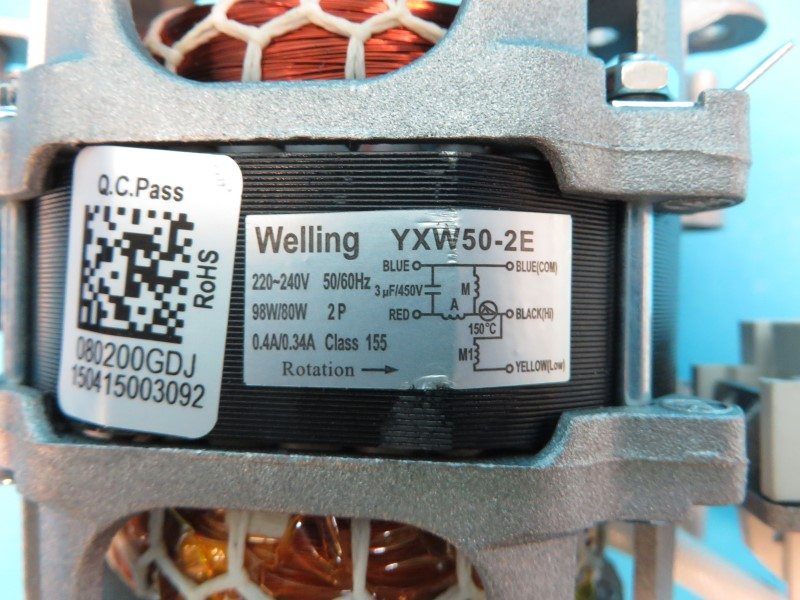 Q.C.Pass
RoHS
080200GDJ
150415003092
Welling YXW50-2E
220~240V 50/60Hz
98W/80W 2P
0.4A/0.34A Class 155
Rotation →
BLUE
BLUE(COM)
3μF/450V
M
A
RED
BLACK(Hi)
150°C
M1
YELLOW(Low)